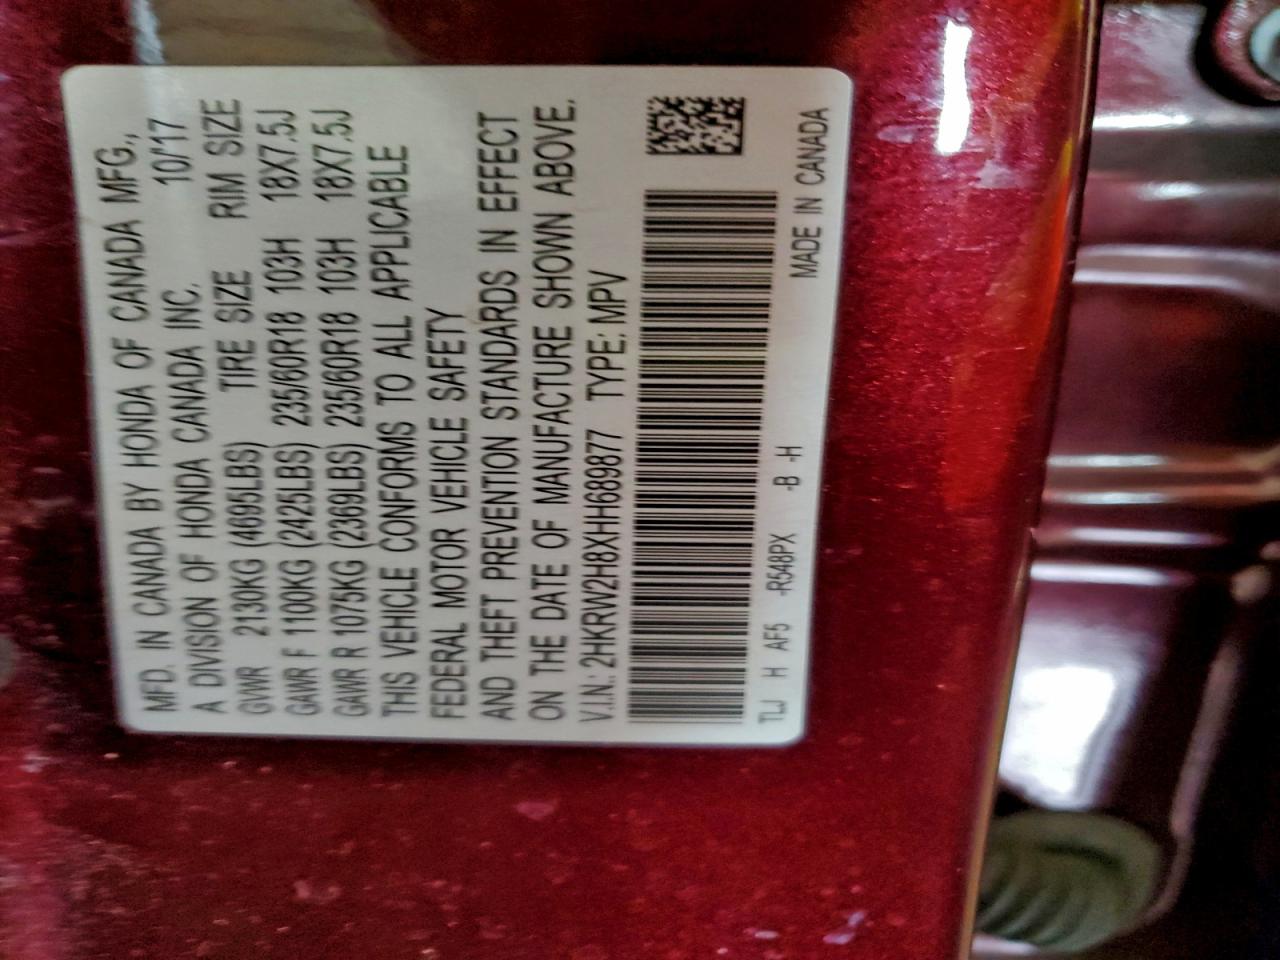 MFD. IN CANADA BY HONDA OF CANADA MFG.,
A DIVISION OF HONDA CANADA INC. 10/17
GVWR 2130KG (4695LBS) TIRE SIZE RIM SIZE
GAWR F 1100KG (2425LBS) 235/60R18 103H 18X7.5J
GAWR R 1075KG (2369LBS) 235/60R18 103H 18X7.5J
THIS VEHICLE CONFORMS TO ALL APPLICABLE
FEDERAL MOTOR VEHICLE SAFETY
AND THEFT PREVENTION STANDARDS IN EFFECT
ON THE DATE OF MANUFACTURE SHOWN ABOVE.
V.I.N.: 2HKRW2H8XHH689877 TYPE: MPV
TLJ H AF5 -R548PX -B -H
MADE IN CANADA